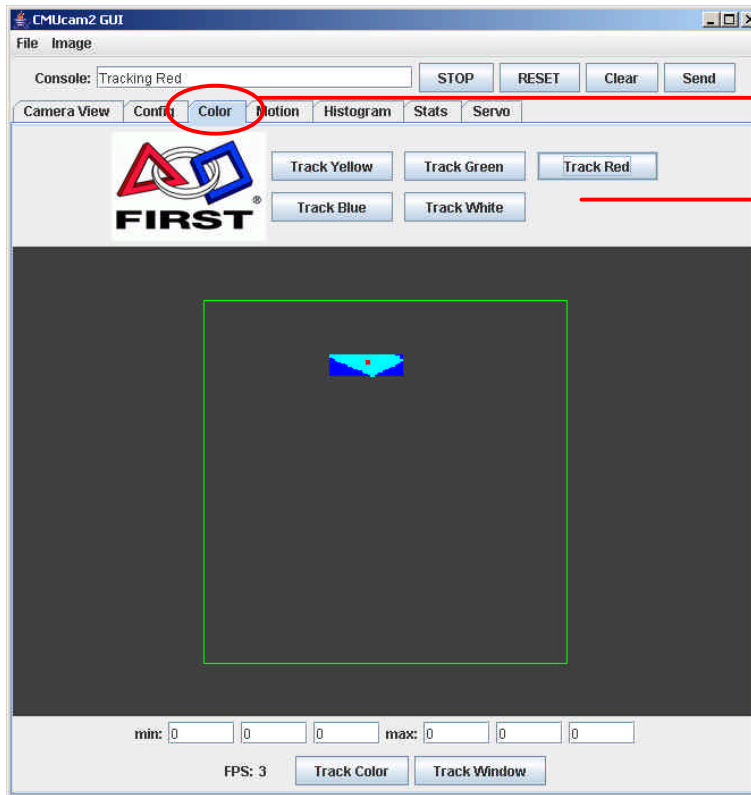 CMUcam2 GUI
File Image
Console: Tracking Red STOP RESET Clear Send
Camera View Config Color Motion Histogram Stats Servo
Track Yellow Track Green Track Red
FIRST®
Track Blue Track White
min: 0 0 0 max: 0 0 0
FPS: 3 Track Color Track Window